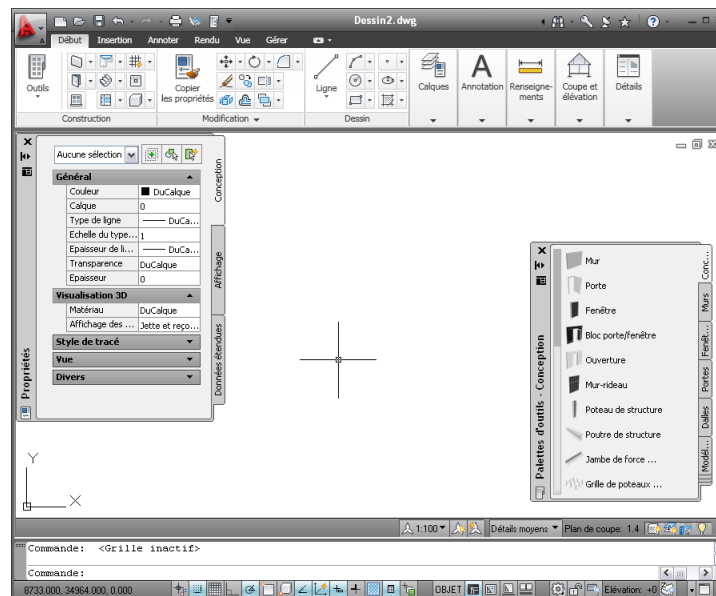 Dessin2.dwg
Début Insertion Annoter Rendu Vue Gérer
Outils
Copier
les propriétés
Ligne
Calques
Annotation
Renseigne-
ments
Coupe et
élévation
Détails
Construction Modification Dessin
Aucune sélection
Général
Couleur DuCalque
Calque 0
Type de ligne DuCa...
Echelle du type... 1
Epaisseur de li... DuCa...
Transparence DuCalque
Epaisseur 0
Visualisation 3D
Matériau DuCalque
Affichage des ... Jette et reço...
Style de tracé
Vue
Divers
Conception
Affichage
Données étendues
Propriétés
Mur
Porte
Fenêtre
Bloc porte/fenêtre
Ouverture
Mur-rideau
Poteau de structure
Poutre de structure
Jambe de force ...
Grille de poteaux ...
Conc...
Murs
Fenêt...
Portes
Dalles
Modél...
Palettes d'outils - Conception
Y
X
1:100 Détails moyens Plan de coupe: 1.4
Commande: <Grille inactif>
Commande:
8733.000, 34964.000, 0.000 OBJET Elévation: +0